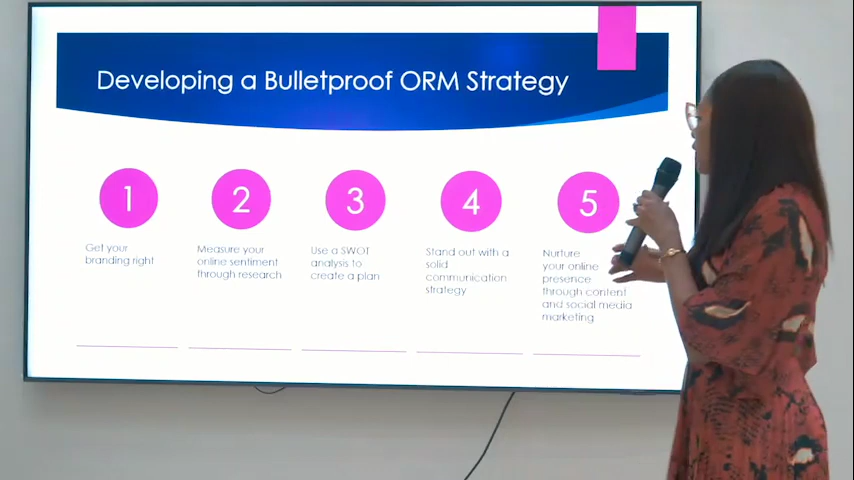 Developing a Bulletproof ORM Strategy
1
2
3
4
5
Get your
branding right
Measure your
online sentiment
through research
Use a SWOT
analysis to
create a plan
Stand out with a
solid
communication
strategy
Nurture
your online
presence
through content
and social media
marketing